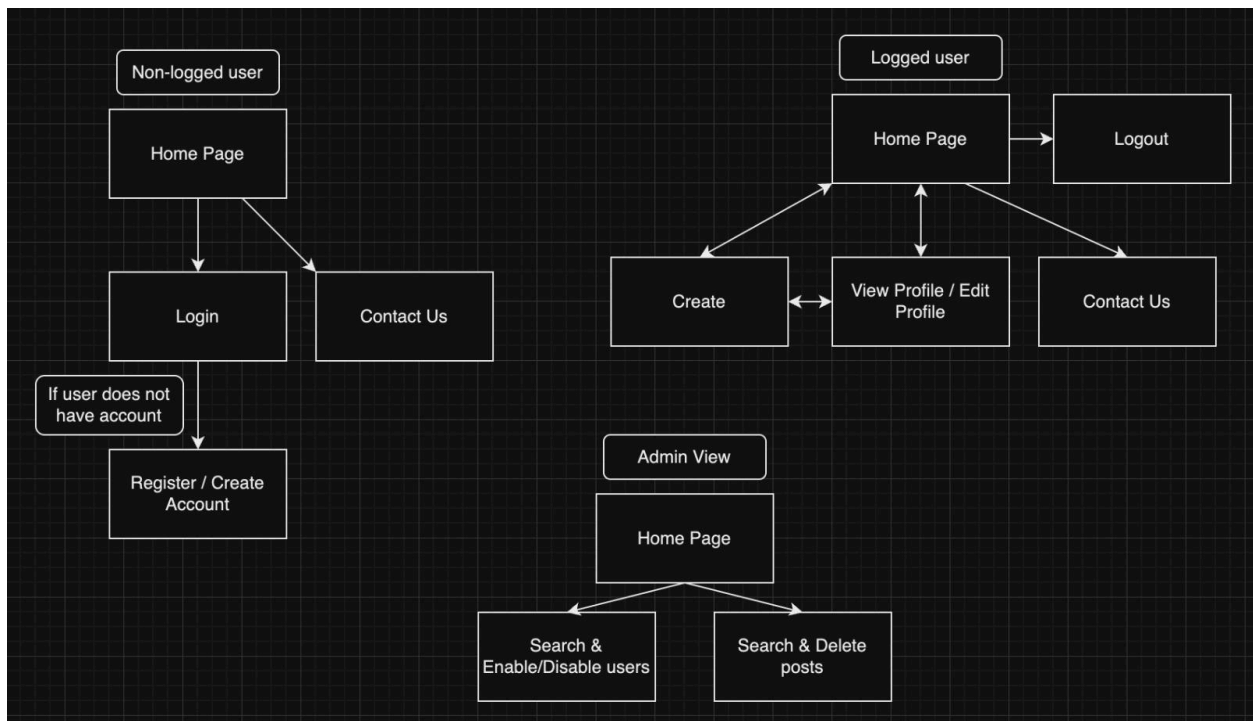 Non-logged user
Home Page
Login
Contact Us
If user does not
have account
Register / Create
Account
Logged user
Home Page
Logout
Create
View Profile / Edit
Profile
Contact Us
Admin View
Home Page
Search &
Enable/Disable users
Search & Delete
posts